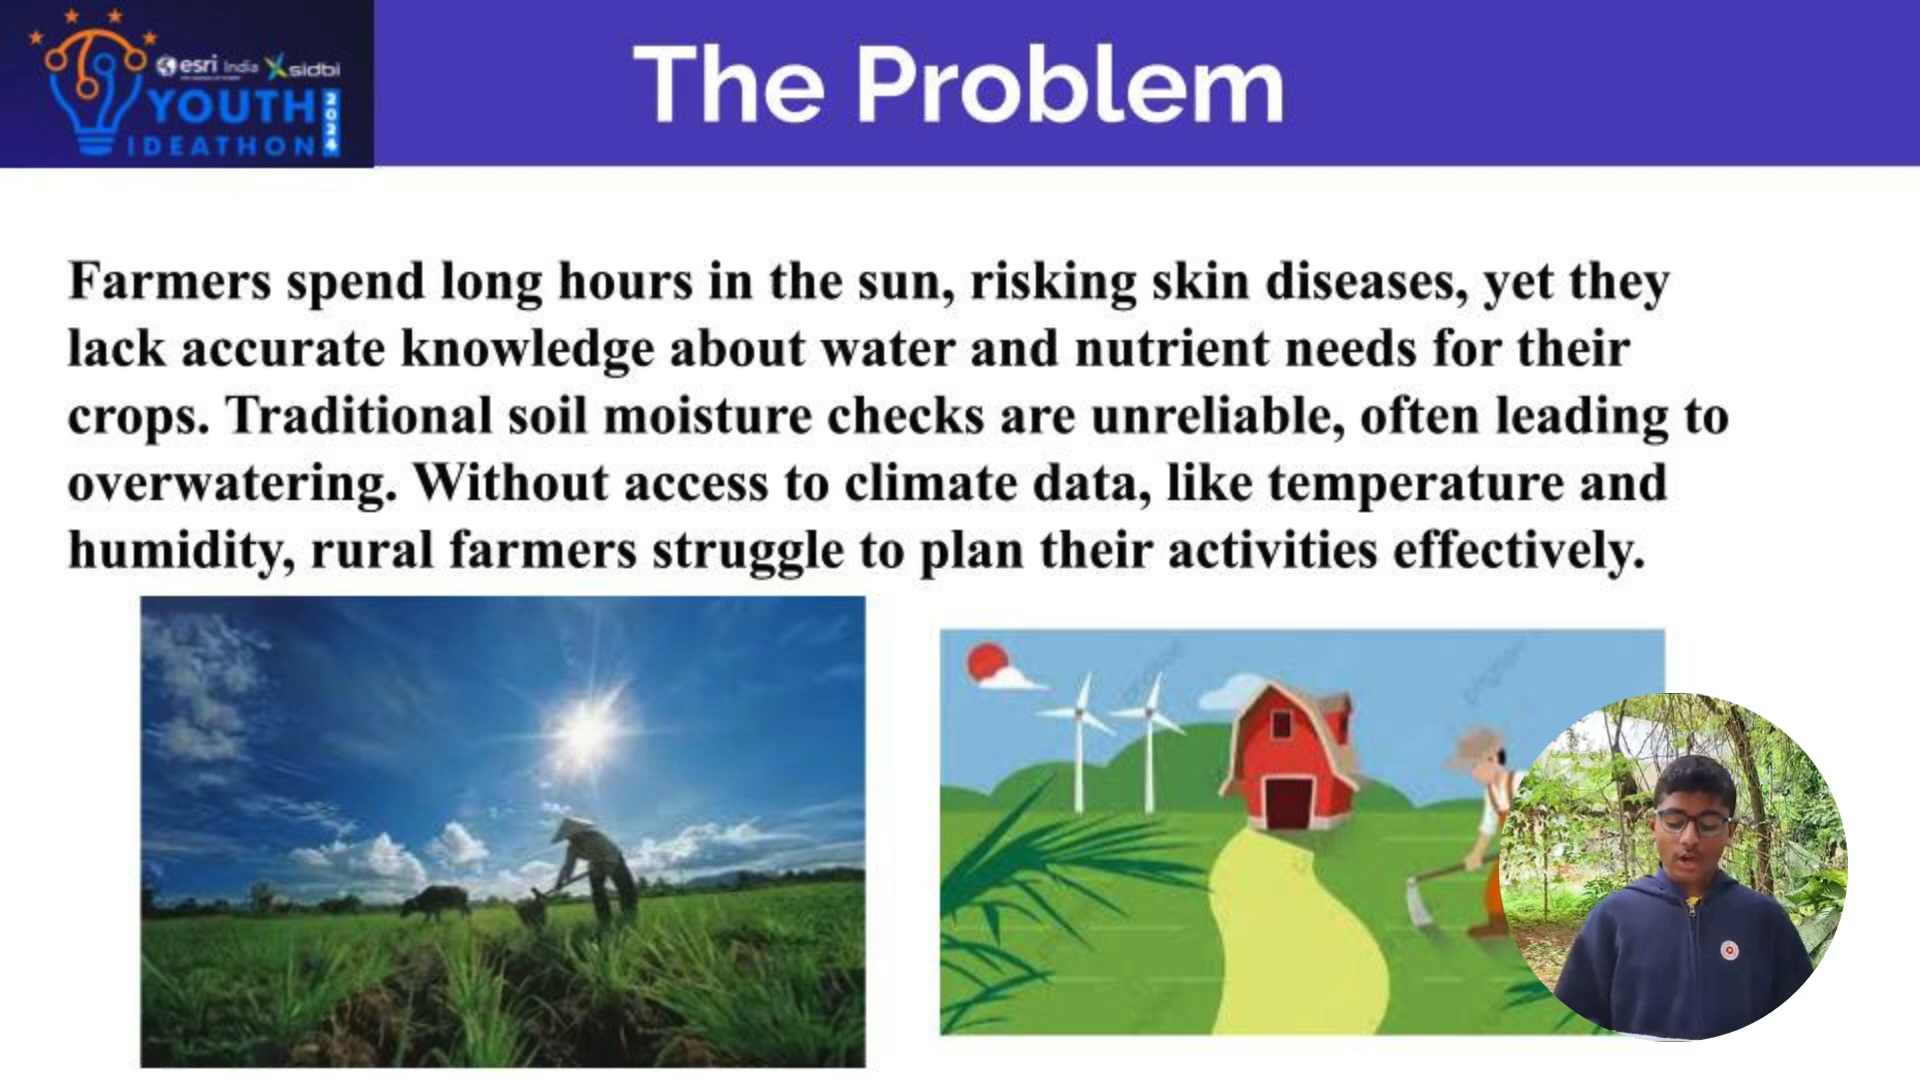 esri India
sidbi
YOUTH
2024
IDEATHON
The Problem
Farmers spend long hours in the sun, risking skin diseases, yet they
lack accurate knowledge about water and nutrient needs for their
crops. Traditional soil moisture checks are unreliable, often leading to
overwatering. Without access to climate data, like temperature and
humidity, rural farmers struggle to plan their activities effectively.